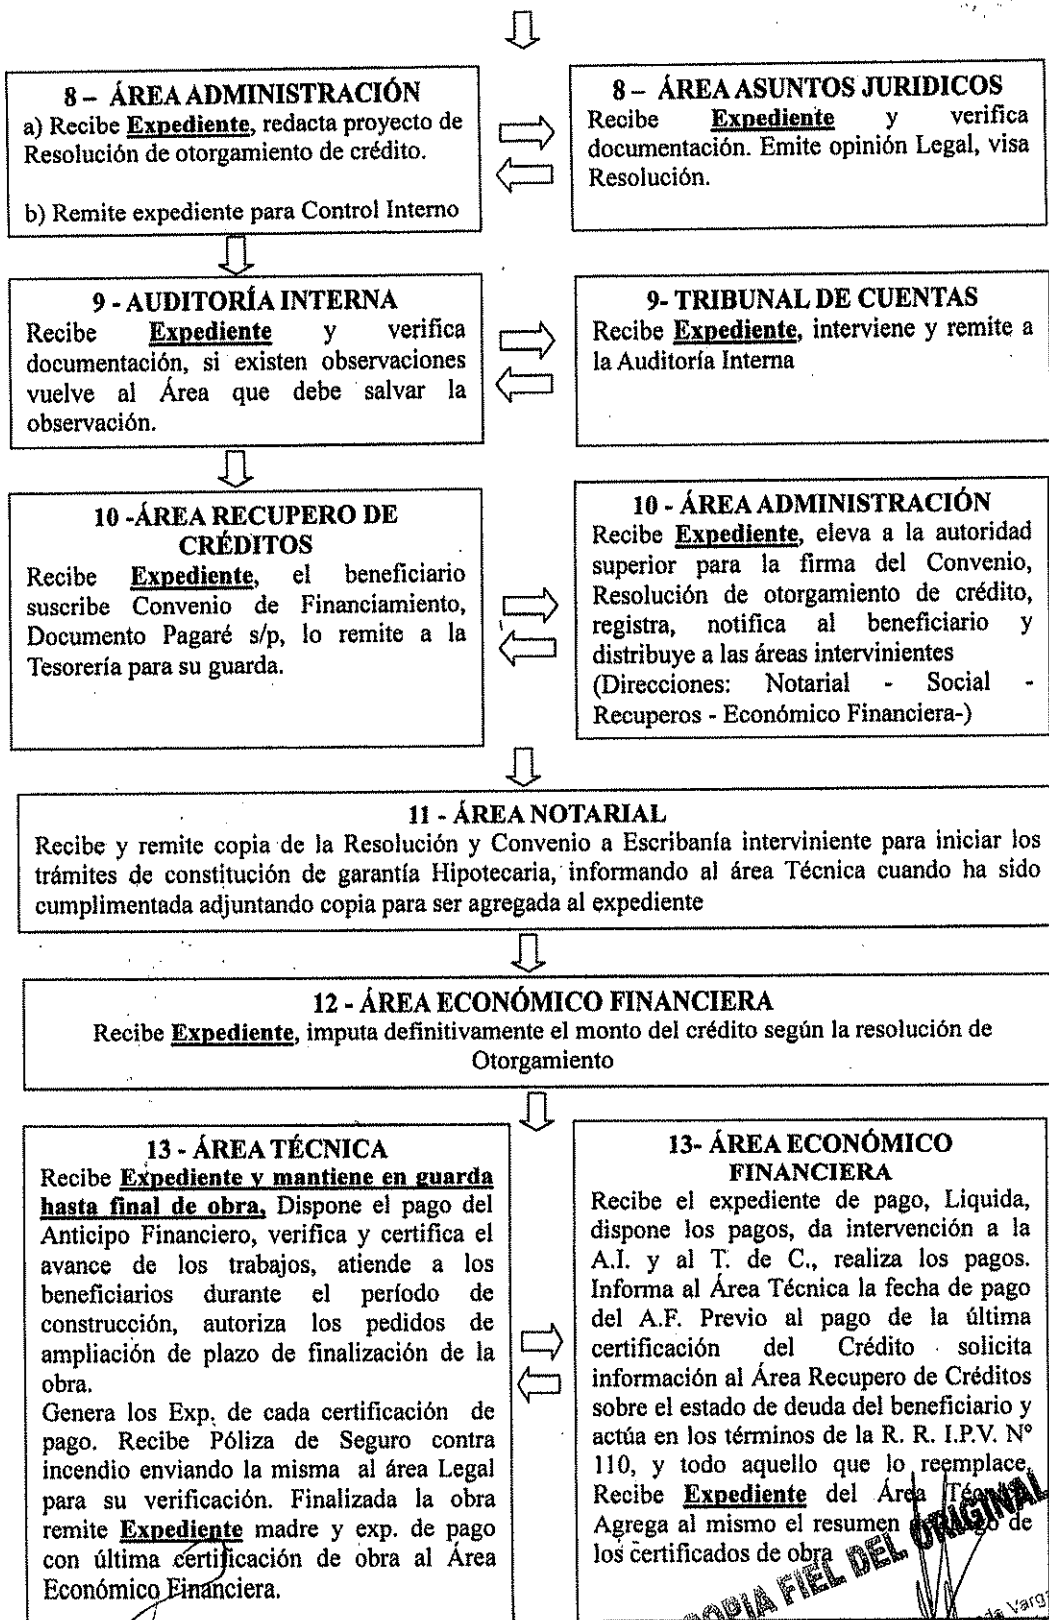 8 – ÁREA ADMINISTRACIÓN
a) Recibe Expediente, redacta proyecto de
Resolución de otorgamiento de crédito.
b) Remite expediente para Control Interno
8 – ÁREA ASUNTOS JURIDICOS
Recibe Expediente y verifica
documentación. Emite opinión Legal, visa
Resolución.
9 - AUDITORÍA INTERNA
Recibe Expediente y verifica
documentación, si existen observaciones
vuelve al Área que debe salvar la
observación.
9- TRIBUNAL DE CUENTAS
Recibe Expediente, interviene y remite a
la Auditoría Interna
10 -ÁREA RECUPERO DE
CRÉDITOS
Recibe Expediente, el beneficiario
suscribe Convenio de Financiamiento,
Documento Pagaré s/p, lo remite a la
Tesorería para su guarda.
10 - ÁREA ADMINISTRACIÓN
Recibe Expediente, eleva a la autoridad
superior para la firma del Convenio,
Resolución de otorgamiento de crédito,
registra, notifica al beneficiario y
distribuye a las áreas intervinientes
(Direcciones: Notarial - Social -
Recuperos - Económico Financiera-)
11 - ÁREA NOTARIAL
Recibe y remite copia de la Resolución y Convenio a Escribanía interviniente para iniciar los
trámites de constitución de garantía Hipotecaria, informando al área Técnica cuando ha sido
cumplimentada adjuntando copia para ser agregada al expediente
12 - ÁREA ECONÓMICO FINANCIERA
Recibe Expediente, imputa definitivamente el monto del crédito según la resolución de
Otorgamiento
13 - ÁREA TÉCNICA
Recibe Expediente y mantiene en guarda
hasta final de obra, Dispone el pago del
Anticipo Financiero, verifica y certifica el
avance de los trabajos, atiende a los
beneficiarios durante el período de
construcción, autoriza los pedidos de
ampliación de plazo de finalización de la
obra.
Genera los Exp. de cada certificación de
pago. Recibe Póliza de Seguro contra
incendio enviando la misma al área Legal
para su verificación. Finalizada la obra
remite Expediente madre y exp. de pago
con última certificación de obra al Área
Económico Financiera.
13- ÁREA ECONÓMICO
FINANCIERA
Recibe el expediente de pago, Liquida,
dispone los pagos, da intervención a la
A.I. y al T. de C., realiza los pagos.
Informa al Área Técnica la fecha de pago
del A.F. Previo al pago de la última
certificación del Crédito solicita
información al Área Recupero de Créditos
sobre el estado de deuda del beneficiario y
actúa en los términos de la R. R. I.P.V. Nº
110, y todo aquello que lo reemplace,
Recibe Expediente del Área
Agrega al mismo el resumen de
los certificados de obra
COPIA FIEL DEL ORIGINAL